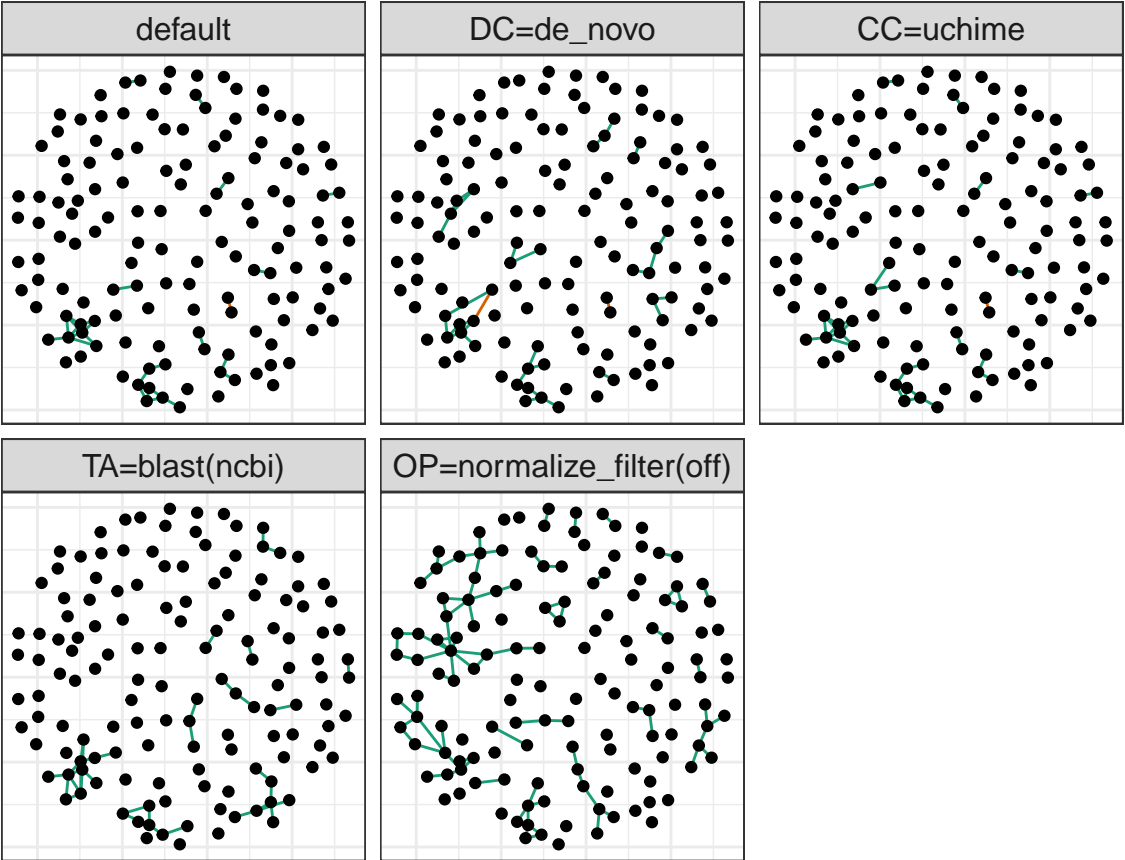 default
DC=de_novo
CC=uchime
TA=blast(ncbi)
OP=normalize_filter(off)